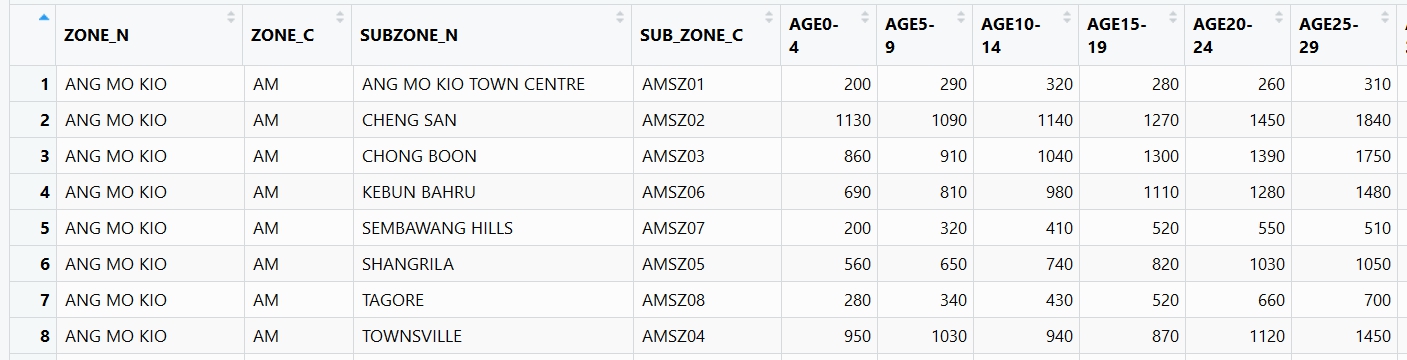 ZONE_N ZONE_C SUBZONE_N SUB_ZONE_C AGE0-4 AGE5-9 AGE10-14 AGE15-19 AGE20-24 AGE25-29
1 ANG MO KIO AM ANG MO KIO TOWN CENTRE AMSZ01 200 290 320 280 260 310
2 ANG MO KIO AM CHENG SAN AMSZ02 1130 1090 1140 1270 1450 1840
3 ANG MO KIO AM CHONG BOON AMSZ03 860 910 1040 1300 1390 1750
4 ANG MO KIO AM KEBUN BAHRU AMSZ06 690 810 980 1110 1280 1480
5 ANG MO KIO AM SEMBAWANG HILLS AMSZ07 200 320 410 520 550 510
6 ANG MO KIO AM SHANGRILA AMSZ05 560 650 740 820 1030 1050
7 ANG MO KIO AM TAGORE AMSZ08 280 340 430 520 660 700
8 ANG MO KIO AM TOWNSVILLE AMSZ04 950 1030 940 870 1120 1450